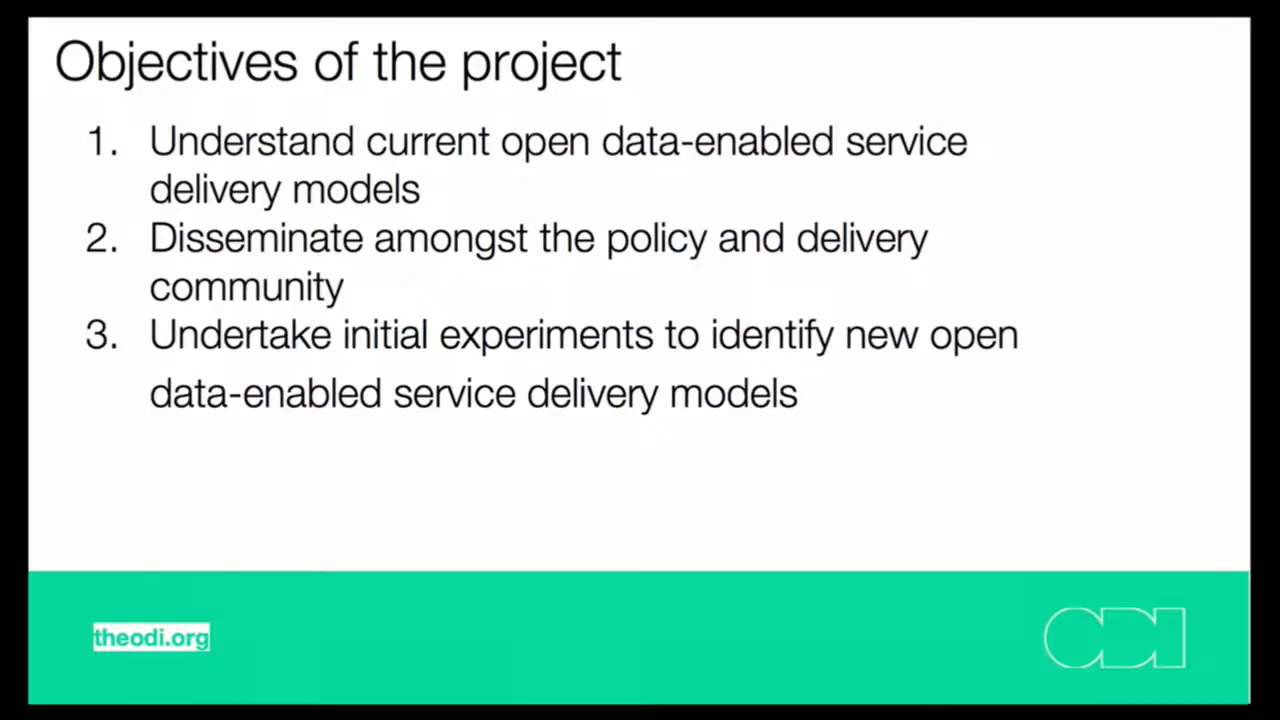 Objectives of the project
1. Understand current open data-enabled service
delivery models
2. Disseminate amongst the policy and delivery
community
3. Undertake initial experiments to identify new open
data-enabled service delivery models
theodi.org
ODI